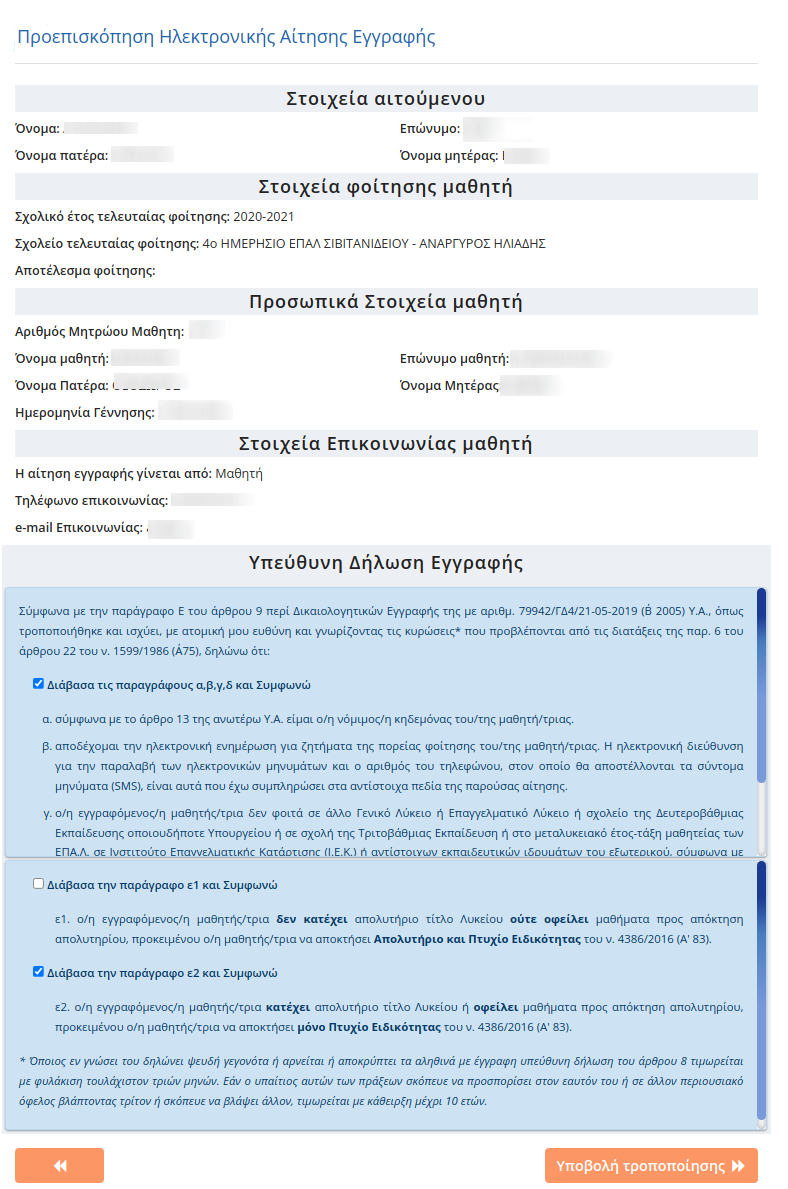 Προεπισκόπηση Ηλεκτρονικής Αίτησης Εγγραφής
Στοιχεία αιτούμενου
Όνομα: Επώνυμο:
Όνομα πατέρα: Όνομα μητέρας:
Στοιχεία φοίτησης μαθητή
Σχολικό έτος τελευταίας φοίτησης: 2020-2021
Σχολείο τελευταίας φοίτησης: 4ο ΗΜΕΡΗΣΙΟ ΕΠΑΛ ΣΙΒΙΤΑΝΙΔΕΙΟΥ - ΑΝΑΡΓΥΡΟΣ ΗΛΙΑΔΗΣ
Αποτέλεσμα φοίτησης:
Προσωπικά Στοιχεία μαθητή
Αριθμός Μητρώου Μαθητη:
Όνομα μαθητή: Επώνυμο μαθητή:
Όνομα Πατέρα: Όνομα Μητέρας
Ημερομηνία Γέννησης:
Στοιχεία Επικοινωνίας μαθητή
Η αίτηση εγγραφής γίνεται από: Μαθητή
Τηλέφωνο επικοινωνίας:
e-mail Επικοινωνίας:
Υπεύθυνη Δήλωση Εγγραφής
Σύμφωνα με την παράγραφο Ε του άρθρου 9 περί Δικαιολογητικών Εγγραφής της με αριθμ. 79942/ΓΔ4/21-05-2019 (Β́ 2005) Υ.Α., όπως
τροποποιήθηκε και ισχύει, με ατομική μου ευθύνη και γνωρίζοντας τις κυρώσεις* που προβλέπονται από τις διατάξεις της παρ. 6 του
άρθρου 22 του ν. 1599/1986 (Ά75), δηλώνω ότι:
Διάβασα τις παραγράφους α,β,γ,δ και Συμφωνώ
α. σύμφωνα με το άρθρο 13 της ανωτέρω Υ.Α. είμαι ο/η νόμιμος/η κηδεμόνας του/της μαθητή/τριας.
β. αποδέχομαι την ηλεκτρονική ενημέρωση για ζητήματα της πορείας φοίτησης του/της μαθητή/τριας. Η ηλεκτρονική διεύθυνση
για την παραλαβή των ηλεκτρονικών μηνυμάτων και ο αριθμός του τηλεφώνου, στον οποίο θα αποστέλλονται τα σύντομα
μηνύματα (SMS), είναι αυτά που έχω συμπληρώσει στα αντίστοιχα πεδία της παρούσας αίτησης.
γ. ο/η εγγραφόμενος/η μαθητής/τρια δεν φοιτά σε άλλο Γενικό Λύκειο ή Επαγγελματικό Λύκειο ή σχολείο της Δευτεροβάθμιας
Εκπαίδευσης οποιουδήποτε Υπουργείου ή σε σχολή της Τριτοβάθμιας Εκπαίδευση ή στο μεταλυκειακό έτος-τάξη μαθητείας των
ΕΠΑ.Λ. σε Ινστιτούτο Επαγγελματικής Κατάρτισης (Ι.Ε.Κ.) ή αντίστοιχων εκπαιδευτικών ιδρυμάτων του εξωτερικού, σύμφωνα με
Διάβασα την παράγραφο ε1 και Συμφωνώ
ε1. ο/η εγγραφόμενος/η μαθητής/τρια δεν κατέχει απολυτήριο τίτλο Λυκείου ούτε οφείλει μαθήματα προς απόκτηση
απολυτηρίου, προκειμένου ο/η μαθητής/τρια να αποκτήσει Απολυτήριο και Πτυχίο Ειδικότητας του ν. 4386/2016 (Α' 83).
Διάβασα την παράγραφο ε2 και Συμφωνώ
ε2. ο/η εγγραφόμενος/η μαθητής/τρια κατέχει απολυτήριο τίτλο Λυκείου ή οφείλει μαθήματα προς απόκτηση απολυτηρίου,
προκειμένου ο/η μαθητής/τρια να αποκτήσει μόνο Πτυχίο Ειδικότητας του ν. 4386/2016 (Α' 83).
* Όποιος εν γνώσει του δηλώνει ψευδή γεγονότα ή αρνείται ή αποκρύπτει τα αληθινά με έγγραφη υπεύθυνη δήλωση του άρθρου 8 τιμωρείται
με φυλάκιση τουλάχιστον τριών μηνών. Εάν ο υπαίτιος αυτών των πράξεων σκόπευε να προσπορίσει στον εαυτόν του ή σε άλλον περιουσιακό
όφελος βλάπτοντας τρίτον ή σκόπευε να βλάψει άλλον, τιμωρείται με κάθειρξη μέχρι 10 ετών.
Υποβολή τροποποίησης